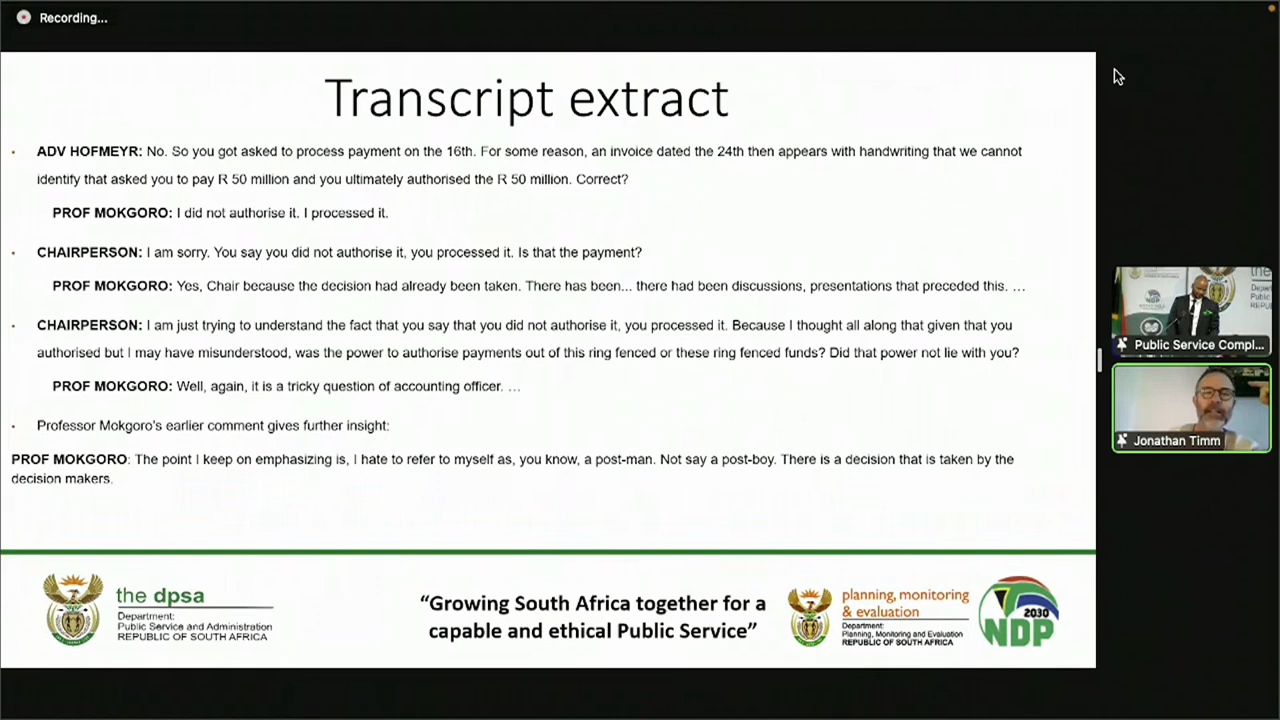 Recording...
Transcript extract
• ADV HOFMEYR: No. So you got asked to process payment on the 16th. For some reason, an invoice dated the 24th then appears with handwriting that we cannot
identify that asked you to pay R 50 million and you ultimately authorised the R 50 million. Correct?
PROF MOKGORO: I did not authorise it. I processed it.
• CHAIRPERSON: I am sorry. You say you did not authorise it, you processed it. Is that the payment?
PROF MOKGORO: Yes, Chair because the decision had already been taken. There has been... there had been discussions, presentations that preceded this. …
• CHAIRPERSON: I am just trying to understand the fact that you say that you did not authorise it, you processed it. Because I thought all along that given that you
authorised but I may have misunderstood, was the power to authorise payments out of this ring fenced or these ring fenced funds? Did that power not lie with you?
PROF MOKGORO: Well, again, it is a tricky question of accounting officer. …
• Professor Mokgoro's earlier comment gives further insight:
PROF MOKGORO: The point I keep on emphasizing is, I hate to refer to myself as, you know, a post-man. Not say a post-boy. There is a decision that is taken by the
decision makers.
the dpsa
Department:
Public Service and Administration
REPUBLIC OF SOUTH AFRICA
“Growing South Africa together for a
capable and ethical Public Service”
planning, monitoring
& evaluation
Department:
Planning, Monitoring and Evaluation
REPUBLIC OF SOUTH AFRICA
2030
NDP
NDP
Public Service Compl...
Jonathan Timm